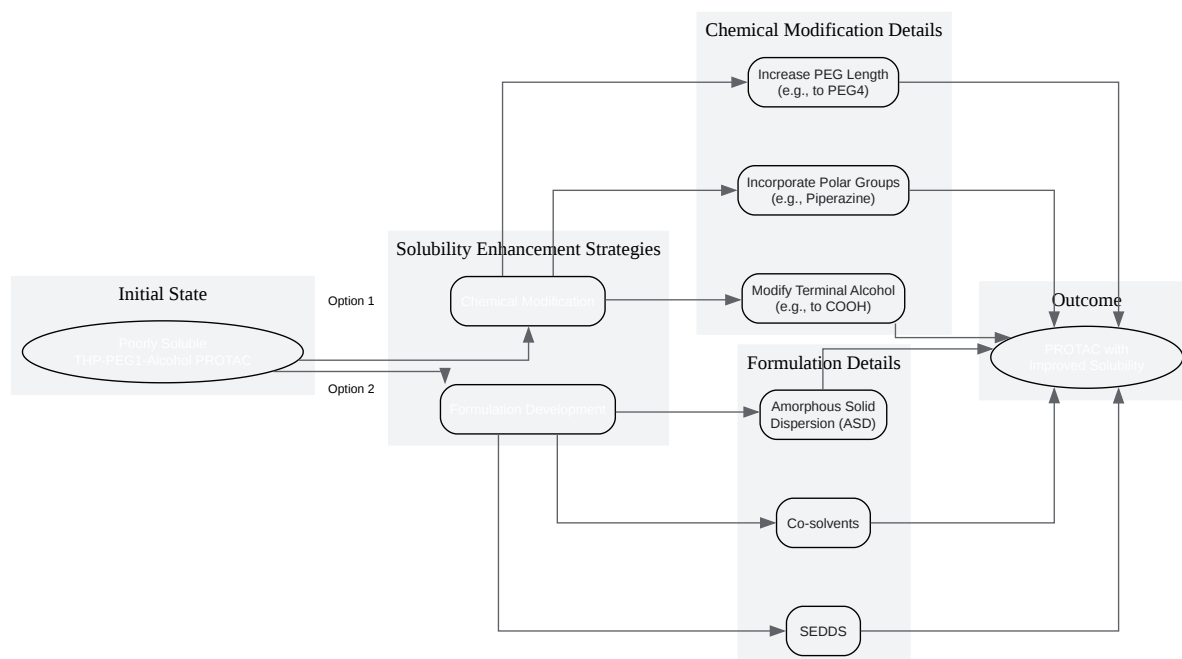 Chemical Modification Details
Increase PEG Length
(e.g., to PEG4)
Incorporate Polar Groups
(e.g., Piperazine)
Modify Terminal Alcohol
(e.g., to COOH)
Solubility Enhancement Strategies
Chemical Modification
Formulation Development
Initial State
Poorly Soluble
THP-PEG1-Alcohol PROTAC
Option 1
Option 2
Formulation Details
Amorphous Solid
Dispersion (ASD)
Co-solvents
SEDDS
Outcome
PROTAC with
Improved Solubility